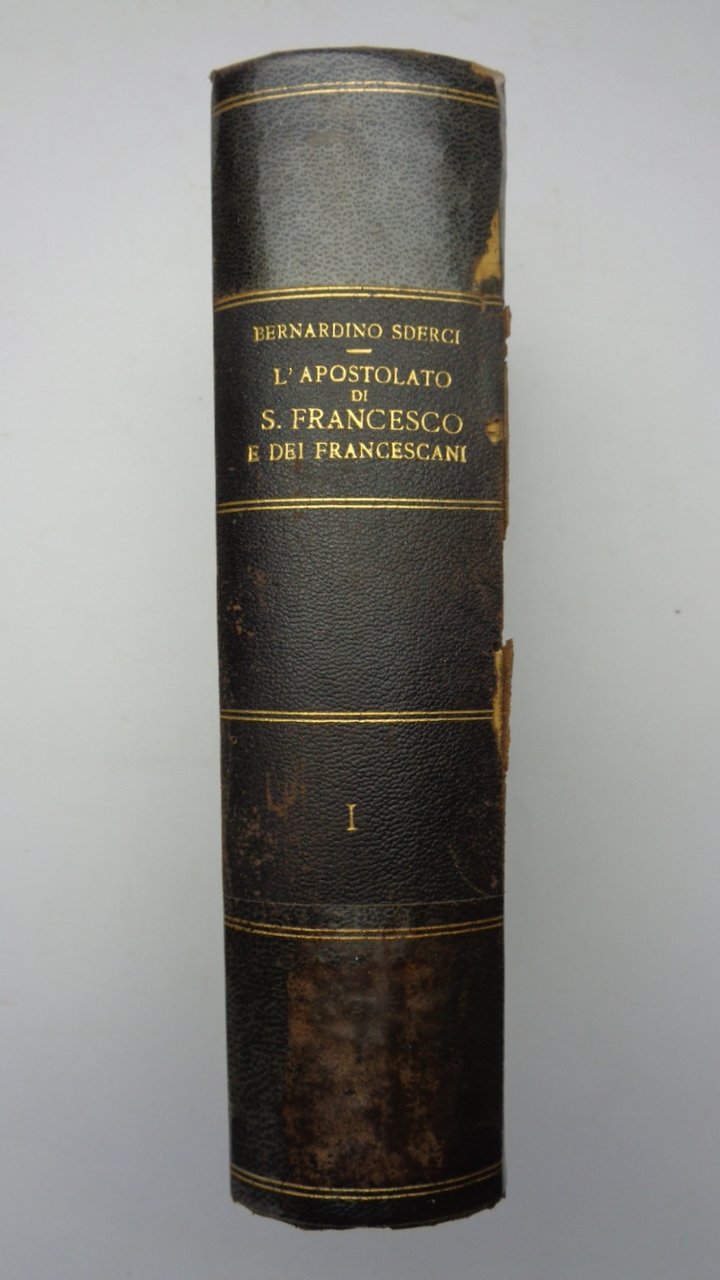 BERNARDINO SDERCI
L'APOSTOLATO
DI
S. FRANCESCO
E DEI FRANCESCANI
I